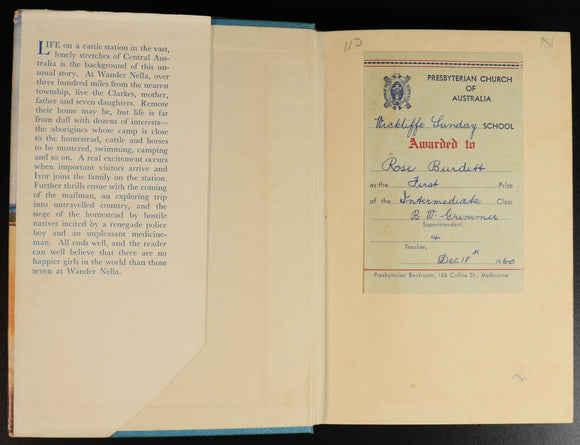 LIFE on a cattle station in the vast,
lonely stretches of Central Aus-
tralia is the background of this un-
usual story. At Wander Nella, over
three hundred miles from the nearest
township, live the Clarkes, mother,
father and seven daughters. Remote
their home may be, but life is far
from dull with dozens of interests—
the aborigines whose camp is close
to the homestead, cattle and horses
to be mustered, swimming, camping
and so on. A real excitement occurs
when important visitors arrive and
Ivor joins the family on the station.
Further thrills ensue with the coming
of the mailman, an exploring trip
into untravelled country, and the
siege of the homestead by hostile
natives incited by a renegade police
boy and an unpleasant medicine-
man. All ends well, and the reader
can well believe that there are no
happier girls in the world than those
seven at Wander Nella.
PRESBYTERIAN CHURCH
OF
AUSTRALIA
Wickliffe Sunday SCHOOL
Awarded to
Rose Burdett
as the First Prize
of the Intermediate Class
B. W. Grimmer
Superintendent.
Teacher.
Dec 18th 1960
Presbyterian Bookroom, 156 Collins St., Melbourne